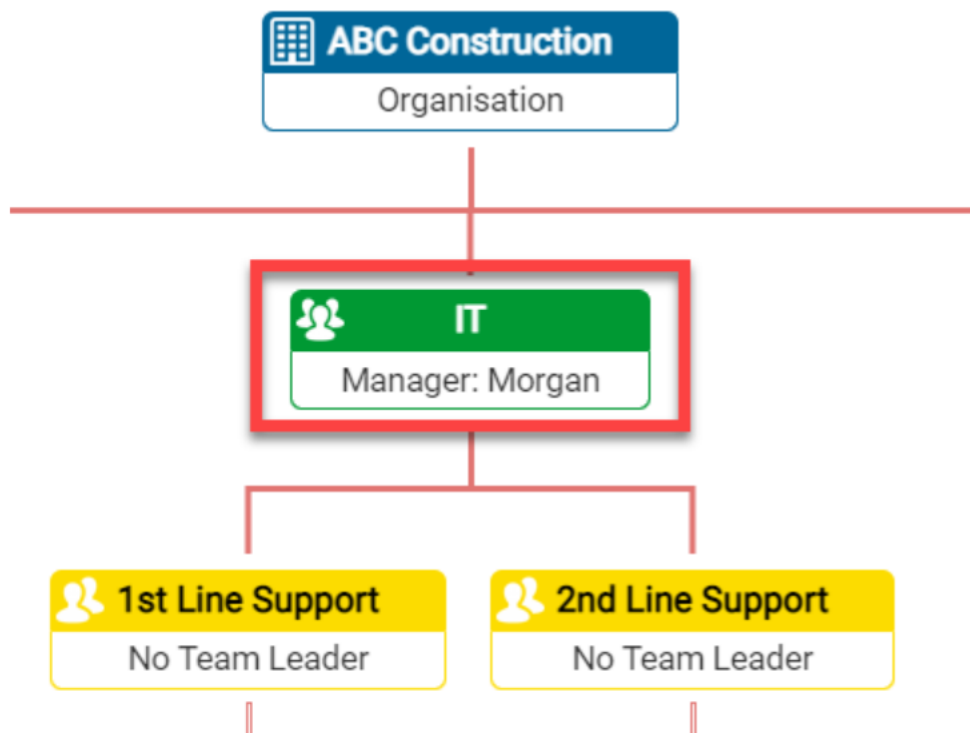 ABC Construction
Organisation
IT
Manager: Morgan
1st Line Support
No Team Leader
2nd Line Support
No Team Leader